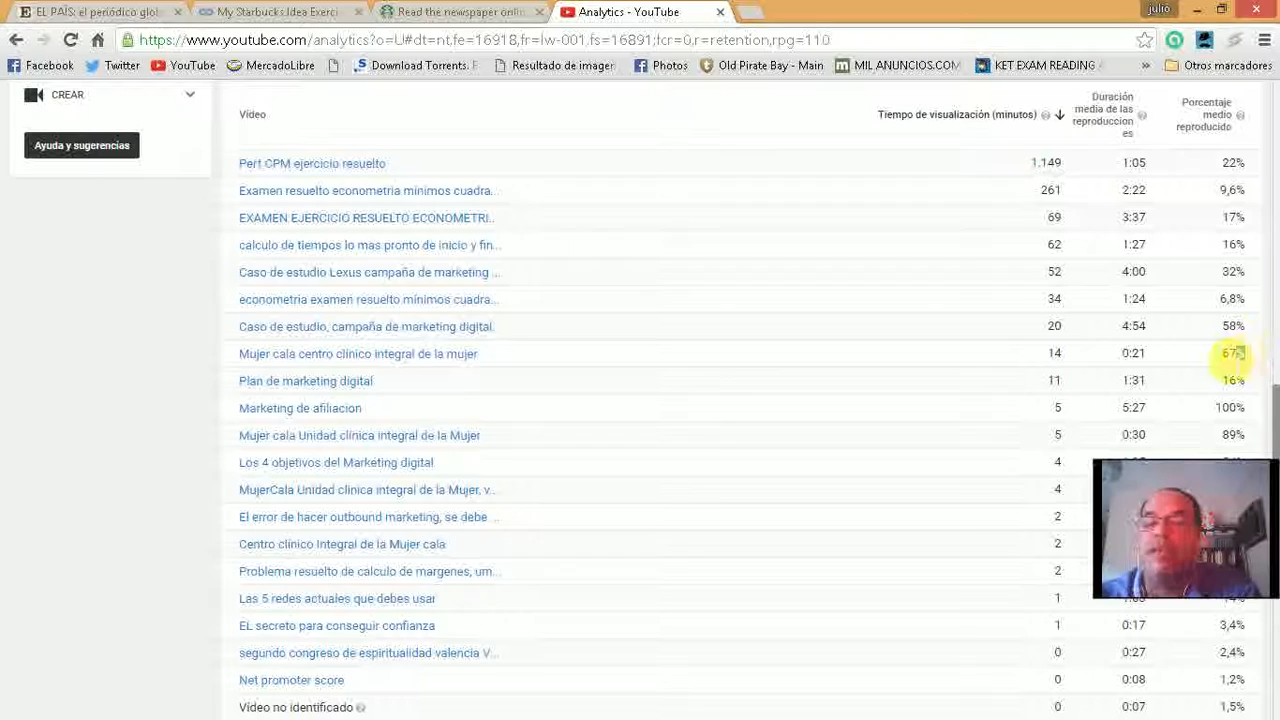 EL PAÍS: el periódico glob
My Starbucks Idea Exerci
Read the newspaper online
Analytics - YouTube
julio
https://www.youtube.com/analytics?o=U#dt=nt,fe=16918,fr=lw-001,fs=16891;fcr=0,r=retention,rpg=110
Facebook
Twitter
YouTube
MercadoLibre
Download Torrents.
Resultado de imagen
Photos
Old Pirate Bay - Main
MIL ANUNCIOS.COM
KET EXAM READING
»
Otros marcadores
CREAR
Ayuda y sugerencias
Vídeo
Tiempo de visualización (minutos)
Duración
media de las
reproduccion
es
Porcentaje
medio
reproducido
Pert CPM ejercicio resuelto 1.149 1:05 22%
Examen resuelto econometria minimos cuadra... 261 2:22 9,6%
EXAMEN EJERCICIO RESUELTO ECONOMETRI... 69 3:37 17%
calculo de tiempos lo mas pronto de inicio y fin... 62 1:27 16%
Caso de estudio Lexus campaña de marketing ... 52 4:00 32%
econometria examen resuelto mínimos cuadra... 34 1:24 6,8%
Caso de estudio, campaña de marketing digital. 20 4:54 58%
Mujer cala centro clínico integral de la mujer 14 0:21 67%
Plan de marketing digital 11 1:31 16%
Marketing de afiliacion 5 5:27 100%
Mujer cala Unidad clínica integral de la Mujer 5 0:30 89%
Los 4 objetivos del Marketing digital 4
MujerCala Unidad clinica integral de la Mujer, v... 4
El error de hacer outbound marketing, se debe ... 2
Centro clínico Integral de la Mujer cala 2
Problema resuelto de calculo de margenes, um... 2
Las 5 redes actuales que debes usar 1
EL secreto para conseguir confianza 1 0:17 3,4%
segundo congreso de espiritualidad valencia V... 0 0:27 2,4%
Net promoter score 0 0:08 1,2%
Vídeo no identificado 0 0:07 1,5%